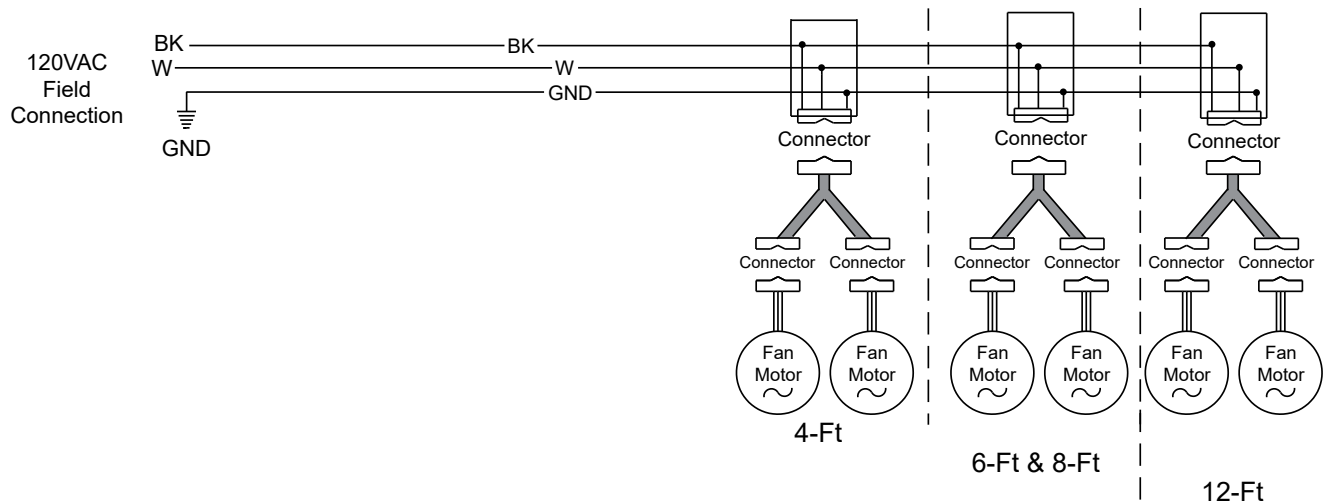 120VAC
Field
Connection
BK
W
GND
BK
W
GND
Connector
Connector
Connector
Connector Connector
Connector Connector
Connector Connector
Fan
Motor
Fan
Motor
Fan
Motor
Fan
Motor
Fan
Motor
Fan
Motor
4-Ft
6-Ft & 8-Ft
12-Ft